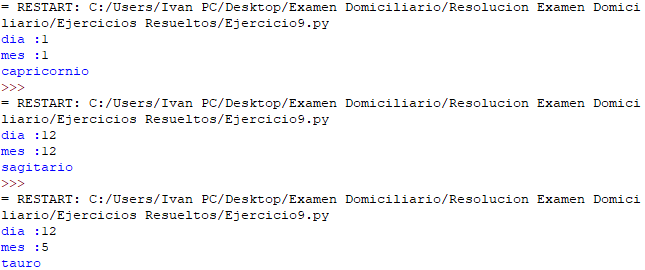 = RESTART: C:/Users/Ivan PC/Desktop/Examen Domiciliario/Resolucion Examen Domici
liario/Ejercicios Resueltos/Ejercicio9.py
dia :1
mes :1
capricornio
>>>
= RESTART: C:/Users/Ivan PC/Desktop/Examen Domiciliario/Resolucion Examen Domici
liario/Ejercicios Resueltos/Ejercicio9.py
dia :12
mes :12
sagitario
>>>
= RESTART: C:/Users/Ivan PC/Desktop/Examen Domiciliario/Resolucion Examen Domici
liario/Ejercicios Resueltos/Ejercicio9.py
dia :12
mes :5
tauro